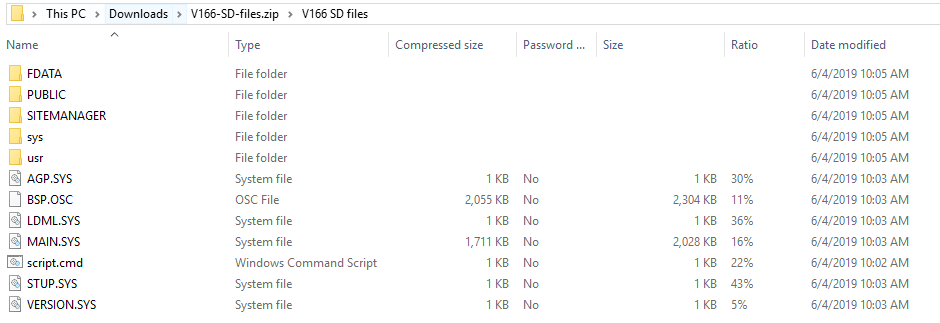 This PC > Downloads > V166-SD-files.zip > V166 SD files
Name Type Compressed size Password ... Size Ratio Date modified
FDATA File folder 6/4/2019 10:05 AM
PUBLIC File folder 6/4/2019 10:05 AM
SITEMANAGER File folder 6/4/2019 10:05 AM
sys File folder 6/4/2019 10:05 AM
usr File folder 6/4/2019 10:05 AM
AGP.SYS System file 1 KB No 1 KB 30% 6/4/2019 10:03 AM
BSP.OSC OSC File 2,055 KB No 2,304 KB 11% 6/4/2019 10:03 AM
LDML.SYS System file 1 KB No 1 KB 36% 6/4/2019 10:03 AM
MAIN.SYS System file 1,711 KB No 2,028 KB 16% 6/4/2019 10:03 AM
script.cmd Windows Command Script 1 KB No 1 KB 22% 6/4/2019 10:02 AM
STUP.SYS System file 1 KB No 1 KB 43% 6/4/2019 10:03 AM
VERSION.SYS System file 1 KB No 1 KB 5% 6/4/2019 10:03 AM